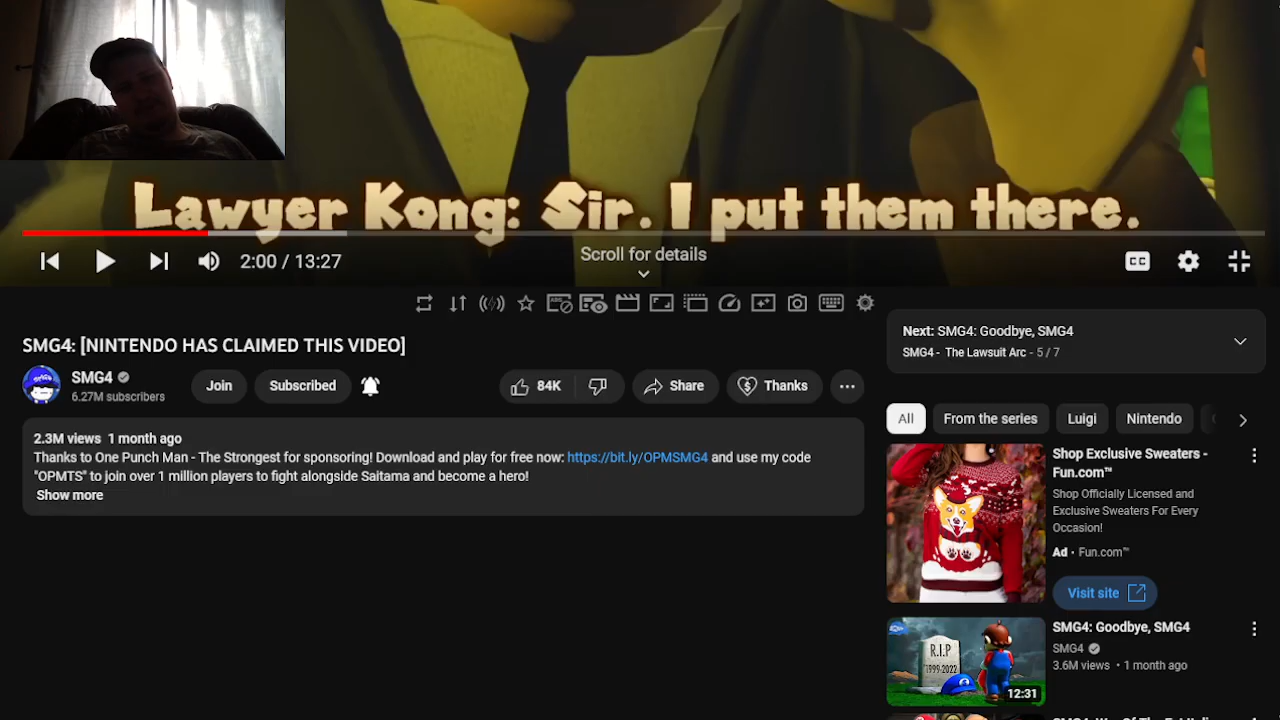 Lawyer Kong: Sir. I put them there.
2:00 / 13:27
Scroll for details
CC
SMG4: [NINTENDO HAS CLAIMED THIS VIDEO]
SMG4
6.27M subscribers
Join
Subscribed
84K
Share
Thanks
2.3M views 1 month ago
Thanks to One Punch Man - The Strongest for sponsoring! Download and play for free now: https://bit.ly/OPMSMG4 and use my code
"OPMTS" to join over 1 million players to fight alongside Saitama and become a hero!
Show more
Next: SMG4: Goodbye, SMG4
SMG4 - The Lawsuit Arc - 5 / 7
All
From the series
Luigi
Nintendo
Shop Exclusive Sweaters -
Fun.com™
Shop Officially Licensed and
Exclusive Sweaters For Every
Occasion!
Ad · Fun.com™
Visit site
R.I.P
1999-2022
12:31
SMG4: Goodbye, SMG4
SMG4
3.6M views • 1 month ago